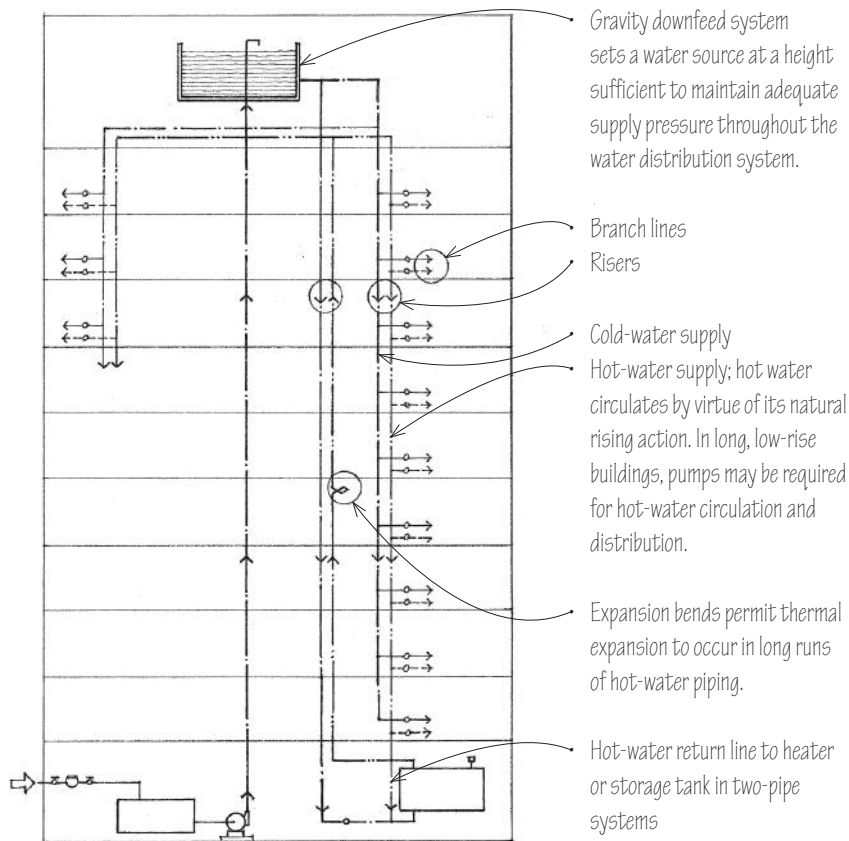 Gravity downfeed system
sets a water source at a height
sufficient to maintain adequate
supply pressure throughout the
water distribution system.
Branch lines
Risers
Cold-water supply
Hot-water supply; hot water
circulates by virtue of its natural
rising action. In long, low-rise
buildings, pumps may be required
for hot-water circulation and
distribution.
Expansion bends permit thermal
expansion to occur in long runs
of hot-water piping.
Hot-water return line to heater
or storage tank in two-pipe
systems